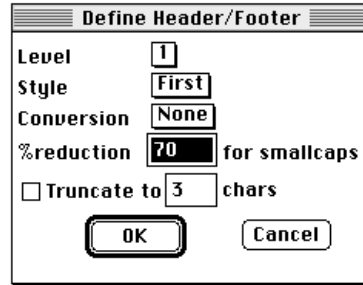 Define Header/Footer
Level 1
Style First
Conversion None
%reduction 70 for smallcaps
Truncate to 3 chars
OK Cancel